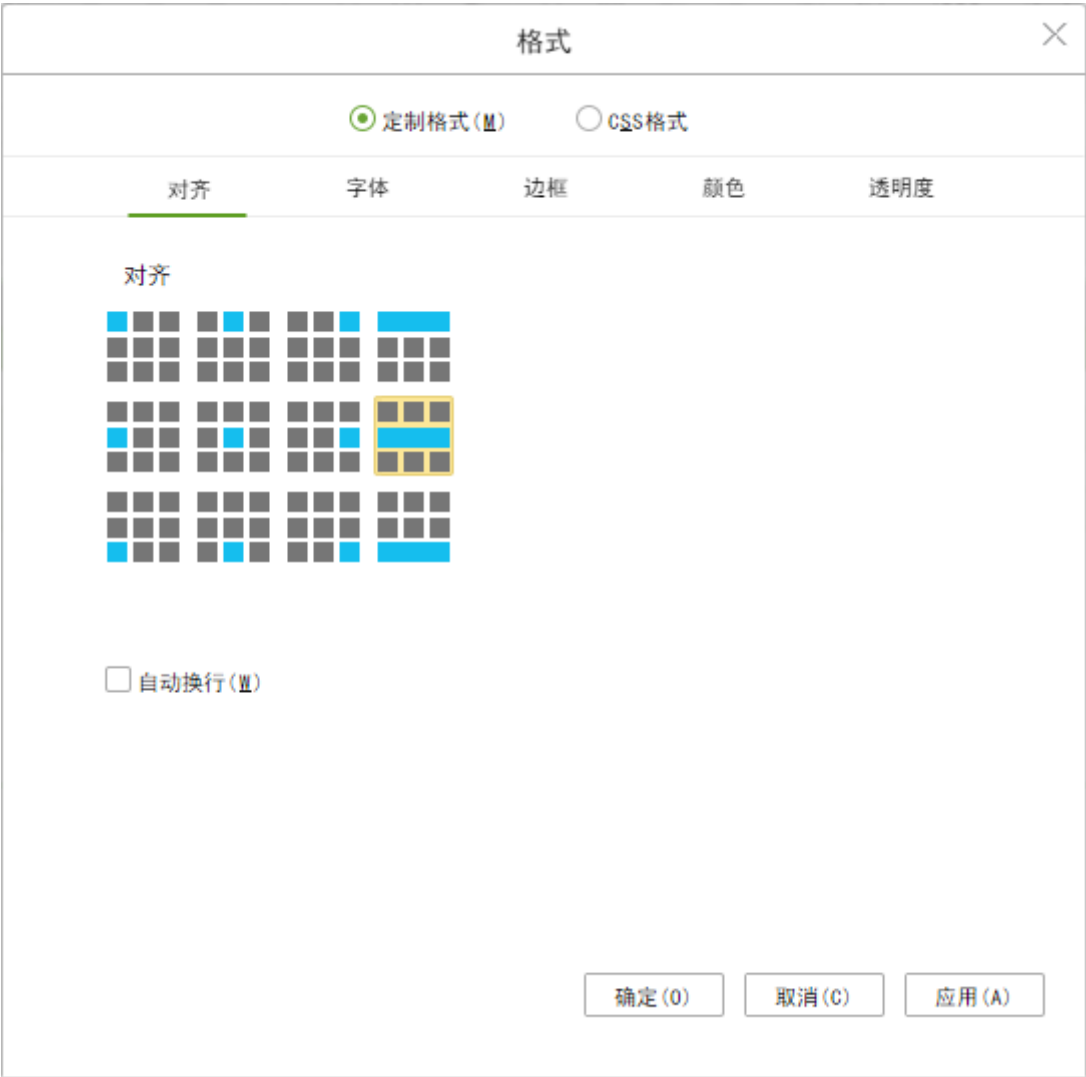 格式
定制格式(M) CSS格式
对齐 字体 边框 颜色 透明度
对齐
自动换行(W)
确定(O) 取消(C) 应用(A)